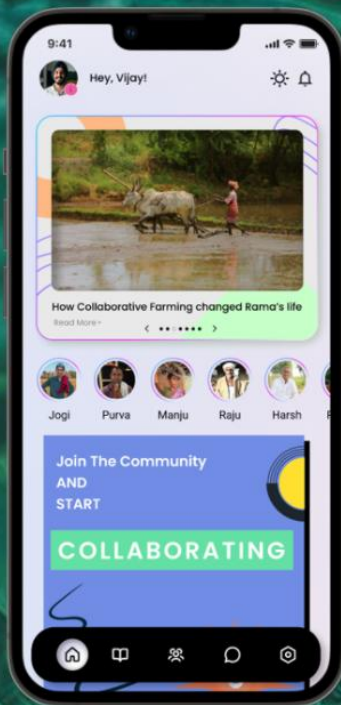 9:41
Hey, Vijay!
How Collaborative Farming changed Rama's life
Read More
Jogi Purva Manju Raju Harsh
Join The Community
AND
START
COLLABORATING